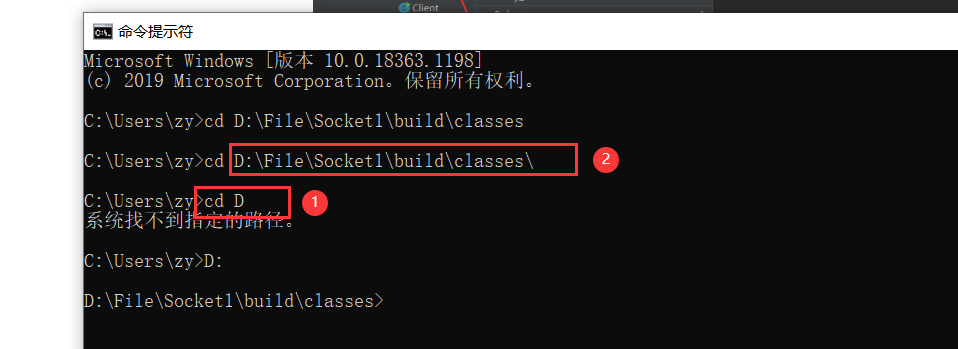 Client
命令提示符
Microsoft Windows [版本 10.0.18363.1198]
(c) 2019 Microsoft Corporation。保留所有权利。
C:\Users\zy>cd D:\File\Socket1\build\classes
C:\Users\zy>cd D:\File\Socket1\build\classes\
2
C:\Users\zy>cd D
1
系统找不到指定的路径。
C:\Users\zy>D:
D:\File\Socket1\build\classes>